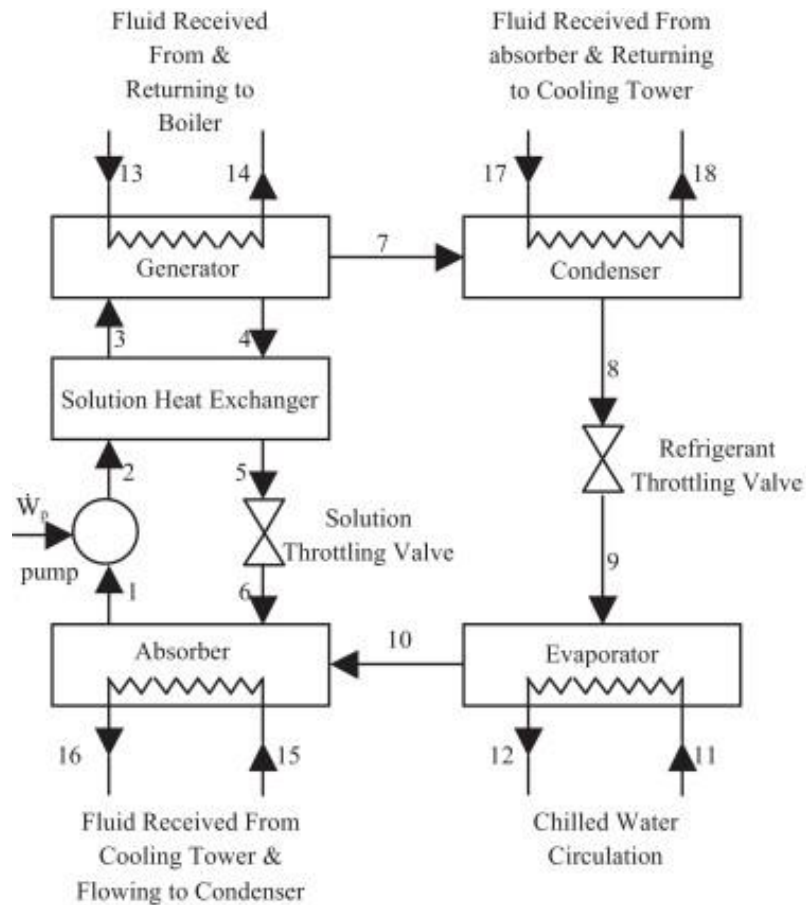 Fluid Received
From &
Returning to
Boiler
Fluid Received From
absorber & Returning
to Cooling Tower
13
14
17
18
Generator
7
Condenser
3
4
8
Solution Heat Exchanger
2
5
Refrigerant
Throttling Valve
Ẇp
pump
Solution
Throttling Valve
1
6
9
Absorber
10
Evaporator
16
15
12
11
Fluid Received From
Cooling Tower &
Flowing to Condenser
Chilled Water
Circulation